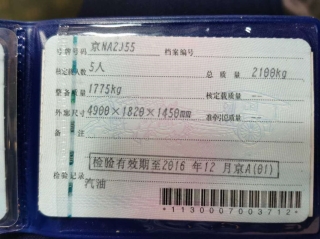 号牌号码 京NAZJ55 档案编号
核定载人数 5人 总质量 2100kg
整备质量 1775kg 核定载质量
外廓尺寸 4900×1820×1450mm 准牵引总质量
备注
检验有效期至2016年12月京A(01)
检验记录
汽油
*1130007003712*